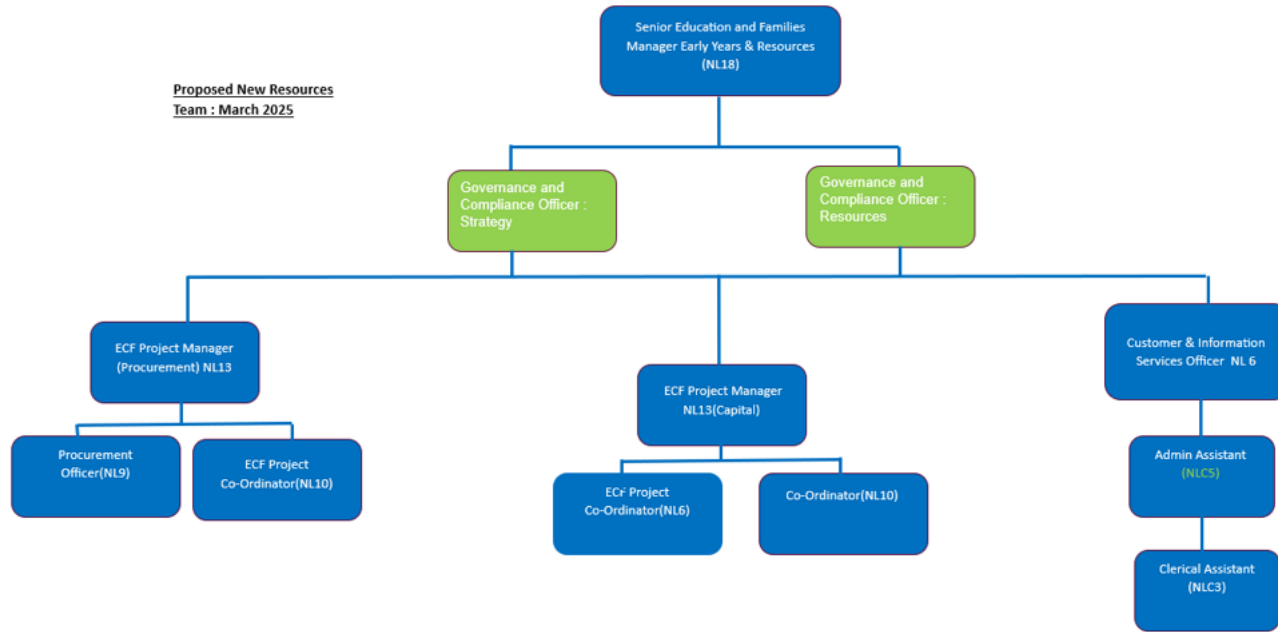 Senior Education and Families
Manager Early Years & Resources
(NL18)
Proposed New Resources
Team : March 2025
Governance and
Compliance Officer :
Strategy
Governance and
Compliance Officer :
Resources
ECF Project Manager
(Procurement) NL13
ECF Project Manager
NL13(Capital)
Customer & Information
Services Officer  NL 6
Procurement
Officer(NL9)
ECF Project
Co-Ordinator(NL10)
ECF Project
Co-Ordinator(NL6)
Co-Ordinator(NL10)
Admin Assistant
(NLC5)
Clerical Assistant
(NLC3)